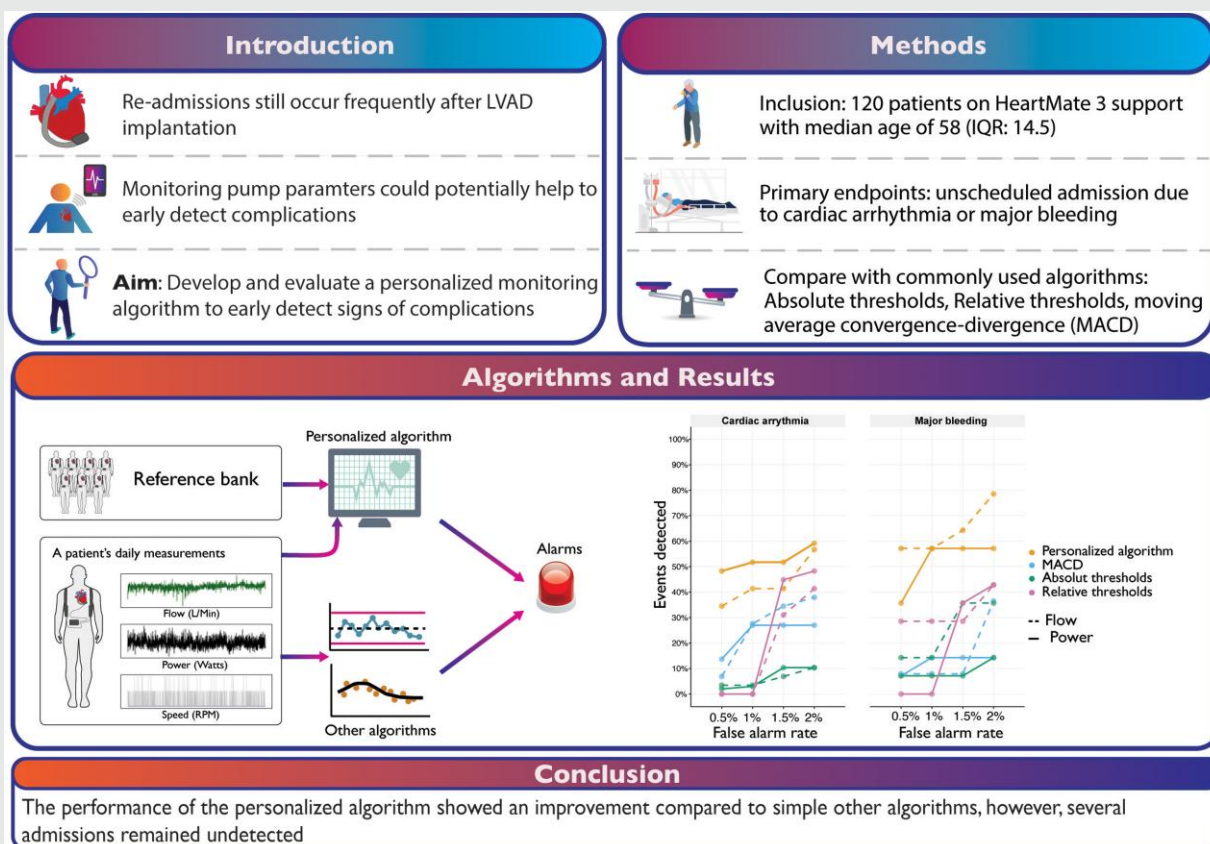 Introduction
Re-admissions still occur frequently after LVAD
implantation
Monitoring pump paramters could potentially help to
early detect complications
Aim: Develop and evaluate a personalized monitoring
algorithm to early detect signs of complications
Methods
Inclusion: 120 patients on HeartMate 3 support
with median age of 58 (IQR: 14.5)
Primary endpoints: unscheduled admission due
to cardiac arrhythmia or major bleeding
Compare with commonly used algorithms:
Absolute thresholds, Relative thresholds, moving
average convergence-divergence (MACD)
Algorithms and Results
Reference bank
A patient's daily measurements
Flow (L/Min)
Power (Watts)
Speed (RPM)
Personalized algorithm
Other algorithms
Alarms
Events detected
100%
90%
80%
70%
60%
50%
40%
30%
20%
10%
0%
Cardiac arrythmia
0.5% 1% 1.5% 2%
False alarm rate
Major bleeding
0.5% 1% 1.5% 2%
False alarm rate
Personalized algorithm
MACD
Absolut thresholds
Relative thresholds
Flow
Power
Conclusion
The performance of the personalized algorithm showed an improvement compared to simple other algorithms, however, several
admissions remained undetected